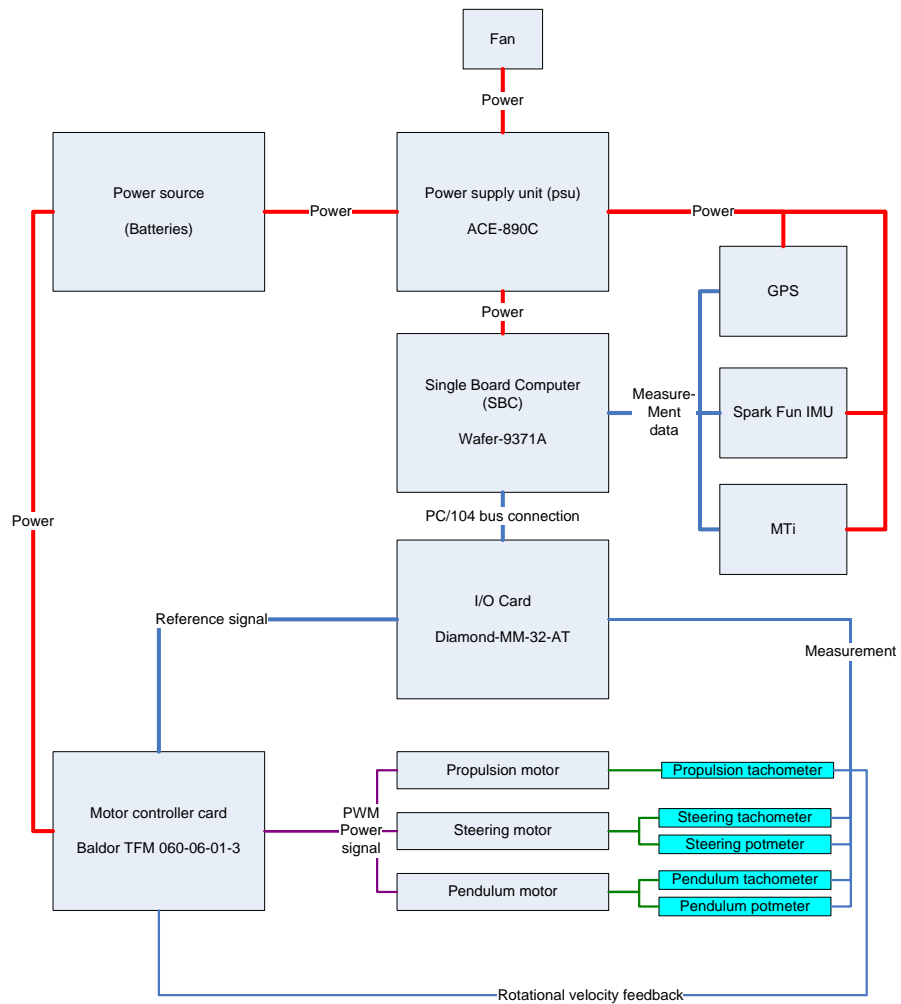 Fan
Power
Power source
(Batteries)
Power
Power supply unit (psu)
ACE-890C
Power
GPS
Power
Single Board Computer
(SBC)
Wafer-9371A
Measure-
Ment
data
Spark Fun IMU
MTi
Power
PC/104 bus connection
I/O Card
Diamond-MM-32-AT
Reference signal
Measurement
Motor controller card
Baldor TFM 060-06-01-3
PWM
Power
signal
Propulsion motor
Propulsion tachometer
Steering motor
Steering tachometer
Steering potmeter
Pendulum motor
Pendulum tachometer
Pendulum potmeter
Rotational velocity feedback